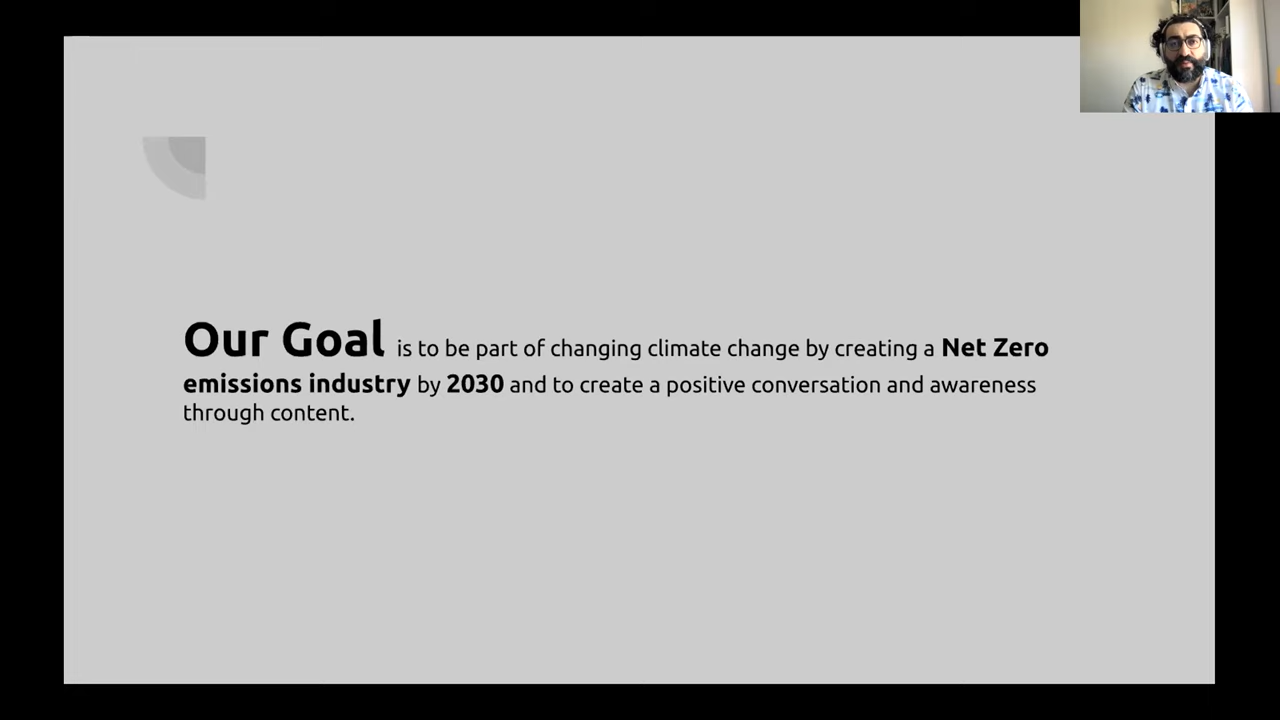 Our Goal is to be part of changing climate change by creating a Net Zero
emissions industry by 2030 and to create a positive conversation and awareness
through content.